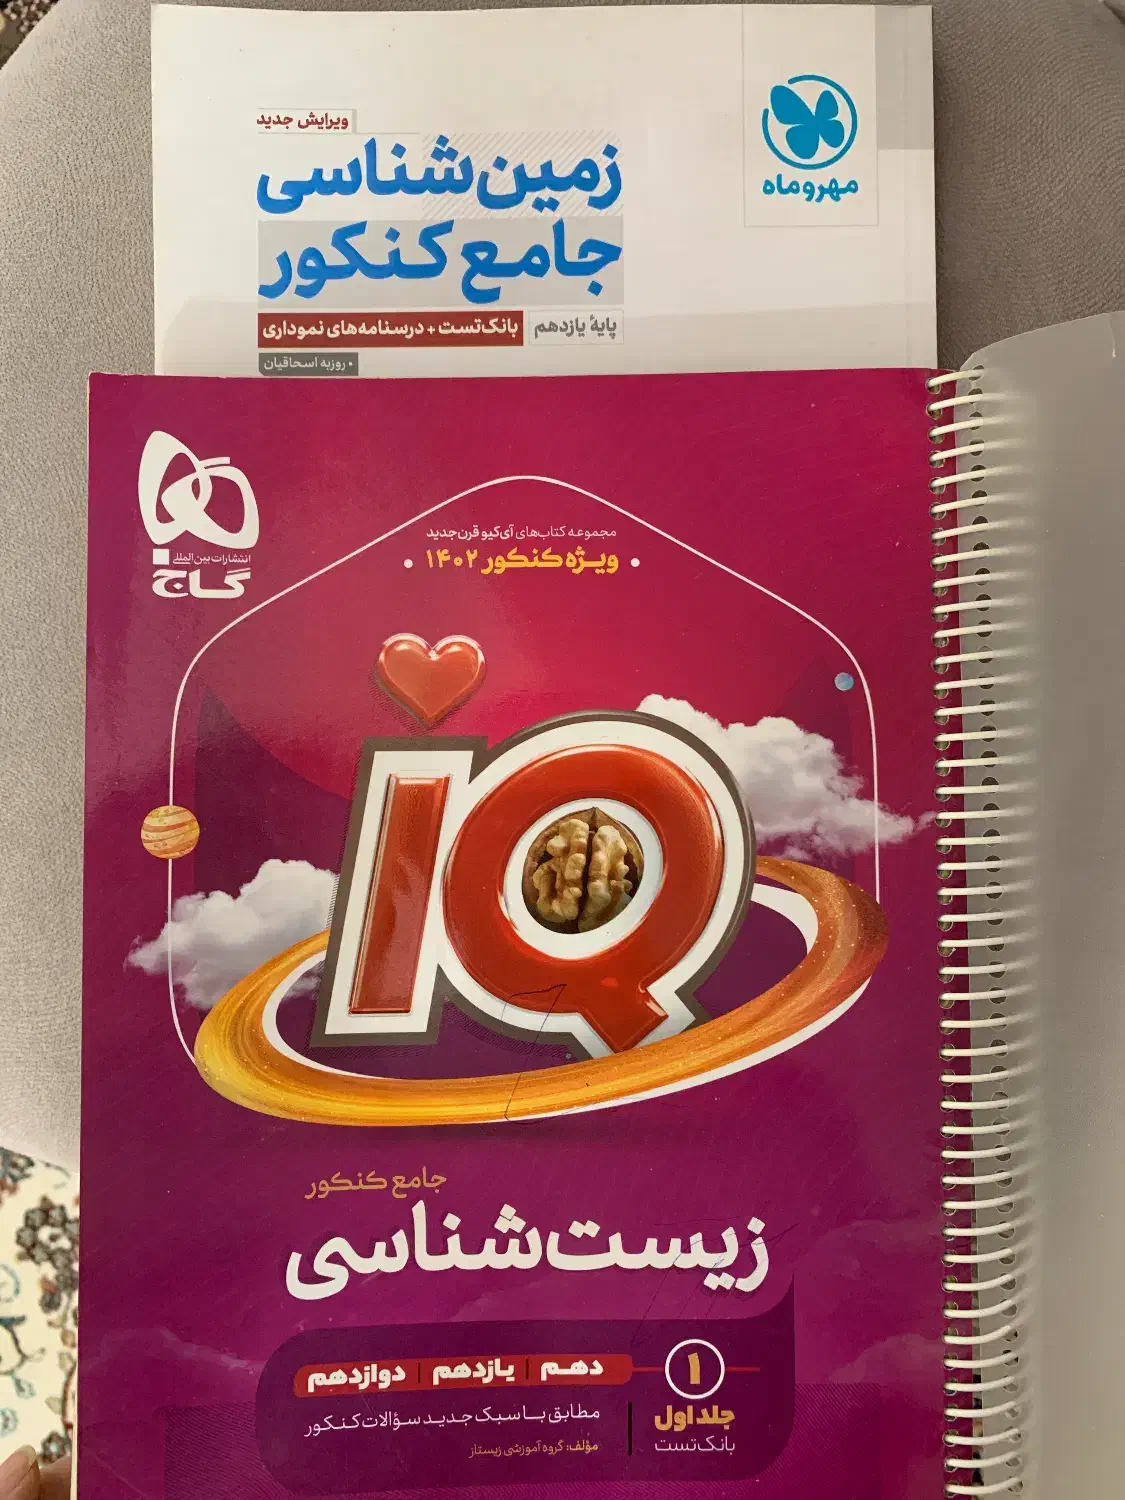 مهروماه
ویرایش جدید
زمین‌شناسی
جامع کنکور
پایهٔ یازدهم
بانک تست + درسنامه‌های نموداری
• روزبه اسحاقیان
انتشارات بین‌المللی
گاج
مجموعه کتاب‌های آی‌کیو قرن جدید
• ویژه کنکور ۱۴۰۲ •
IQ
جامع کنکور
زیست‌شناسی
۱
جلد اول
بانک تست
دهم | یازدهم | دوازدهم
مطابق با سبک جدید سؤالات کنکور
مؤلف: گروه آموزشی زیستاز